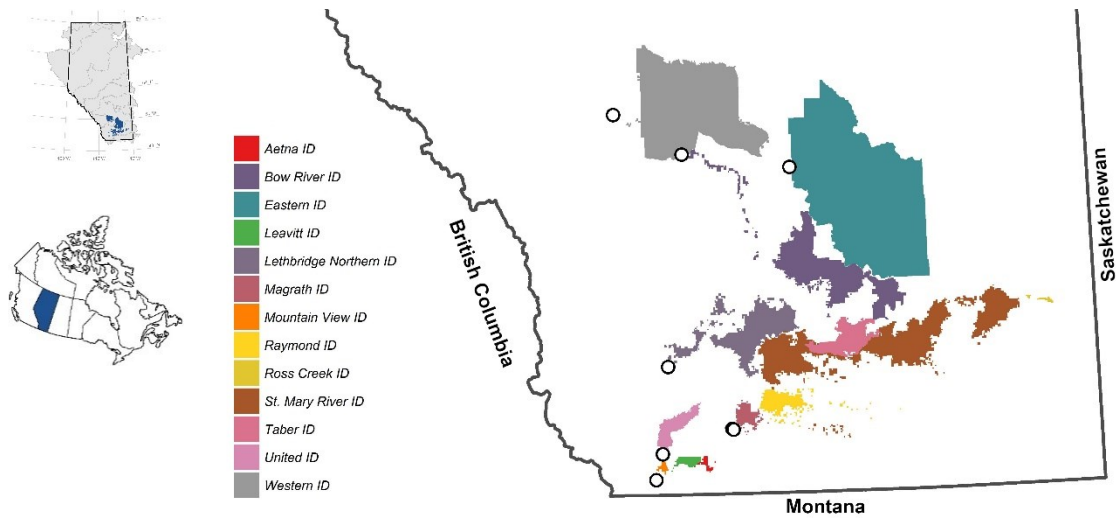 Aetna ID
Bow River ID
Eastern ID
Leavitt ID
Lethbridge Northern ID
Magrath ID
Mountain View ID
Raymond ID
Ross Creek ID
St. Mary River ID
Taber ID
United ID
Western ID
British Columbia
Saskatchewan
Montana